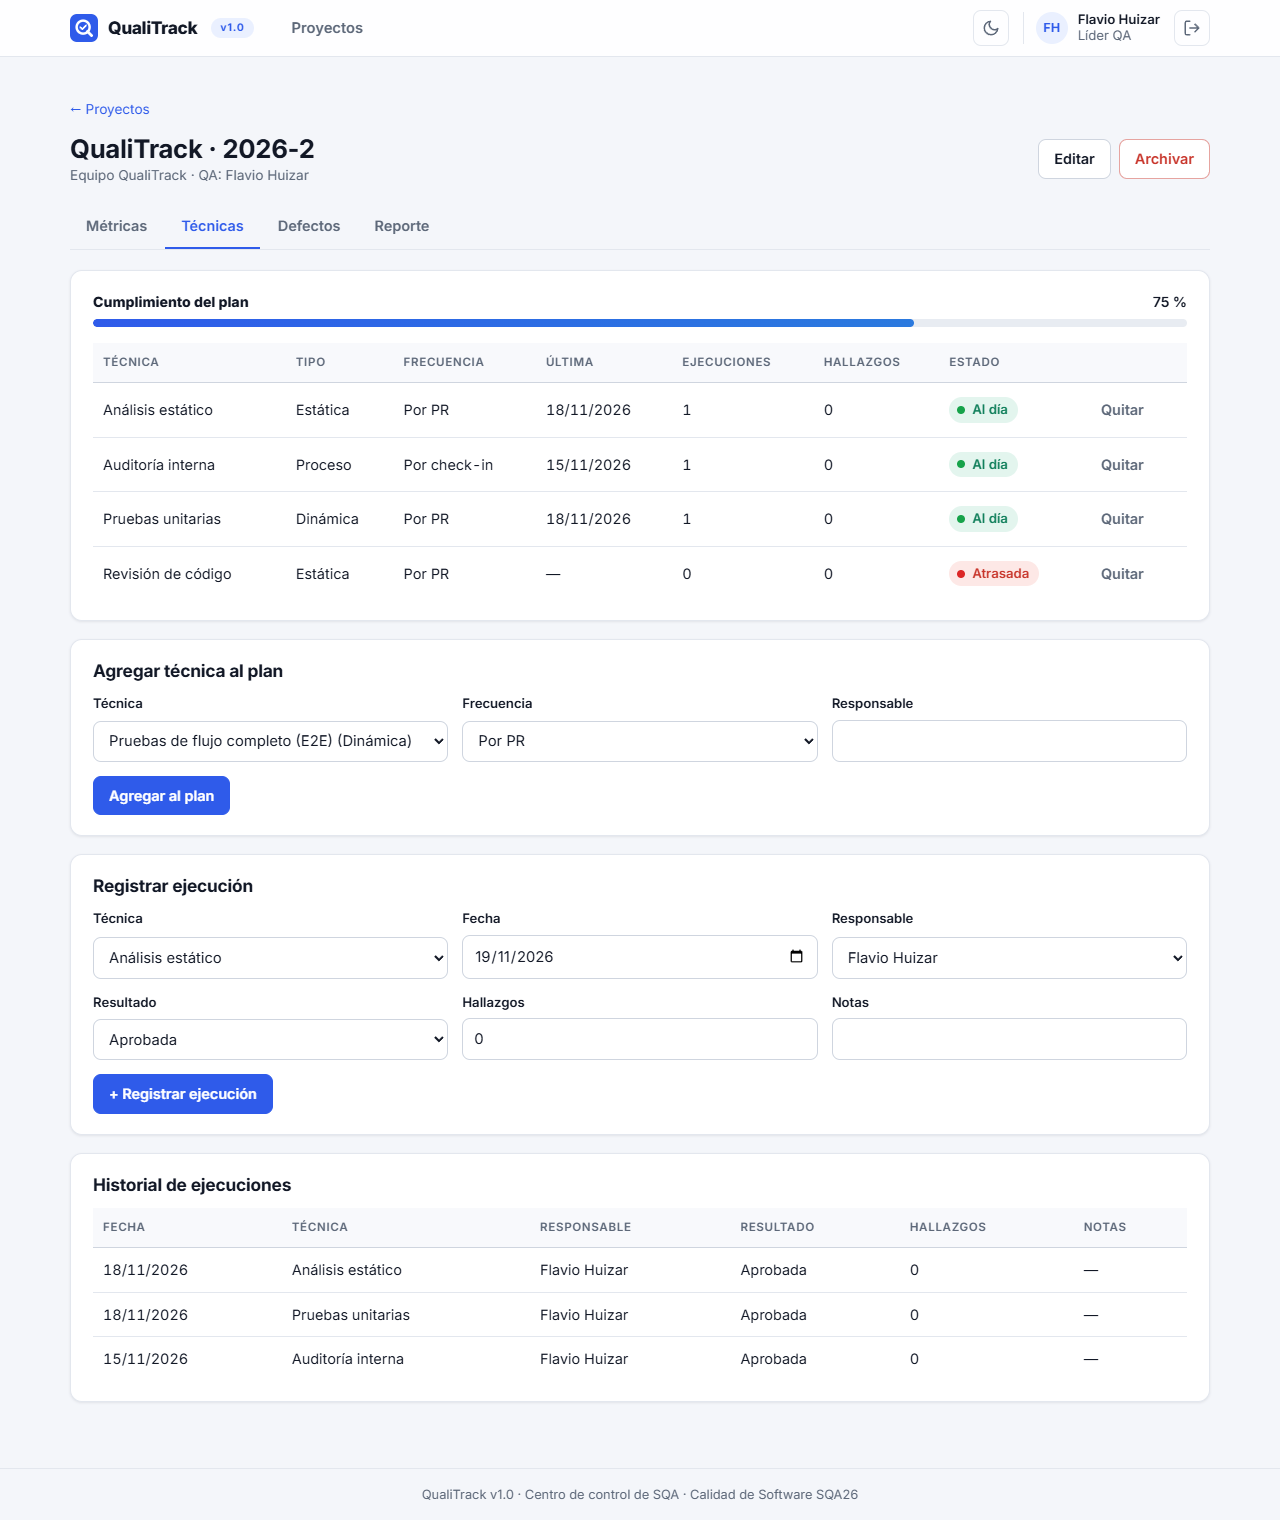 QualiTrack v1.0 Proyectos FH Flavio Huizar
Líder QA
← Proyectos
QualiTrack · 2026-2
Equipo QualiTrack · QA: Flavio Huizar
Editar Archivar
Métricas Técnicas Defectos Reporte
Cumplimiento del plan 75 %
TÉCNICA TIPO FRECUENCIA ÚLTIMA EJECUCIONES HALLAZGOS ESTADO
Análisis estático Estática Por PR 18/11/2026 1 0 Al día Quitar
Auditoría interna Proceso Por check-in 15/11/2026 1 0 Al día Quitar
Pruebas unitarias Dinámica Por PR 18/11/2026 1 0 Al día Quitar
Revisión de código Estática Por PR — 0 0 Atrasada Quitar
Agregar técnica al plan
Técnica Frecuencia Responsable
Pruebas de flujo completo (E2E) (Dinámica) Por PR
Agregar al plan
Registrar ejecución
Técnica Fecha Responsable
Análisis estático 19/11/2026 Flavio Huizar
Resultado Hallazgos Notas
Aprobada 0
+ Registrar ejecución
Historial de ejecuciones
FECHA TÉCNICA RESPONSABLE RESULTADO HALLAZGOS NOTAS
18/11/2026 Análisis estático Flavio Huizar Aprobada 0 —
18/11/2026 Pruebas unitarias Flavio Huizar Aprobada 0 —
15/11/2026 Auditoría interna Flavio Huizar Aprobada 0 —
QualiTrack v1.0 · Centro de control de SQA · Calidad de Software SQA26